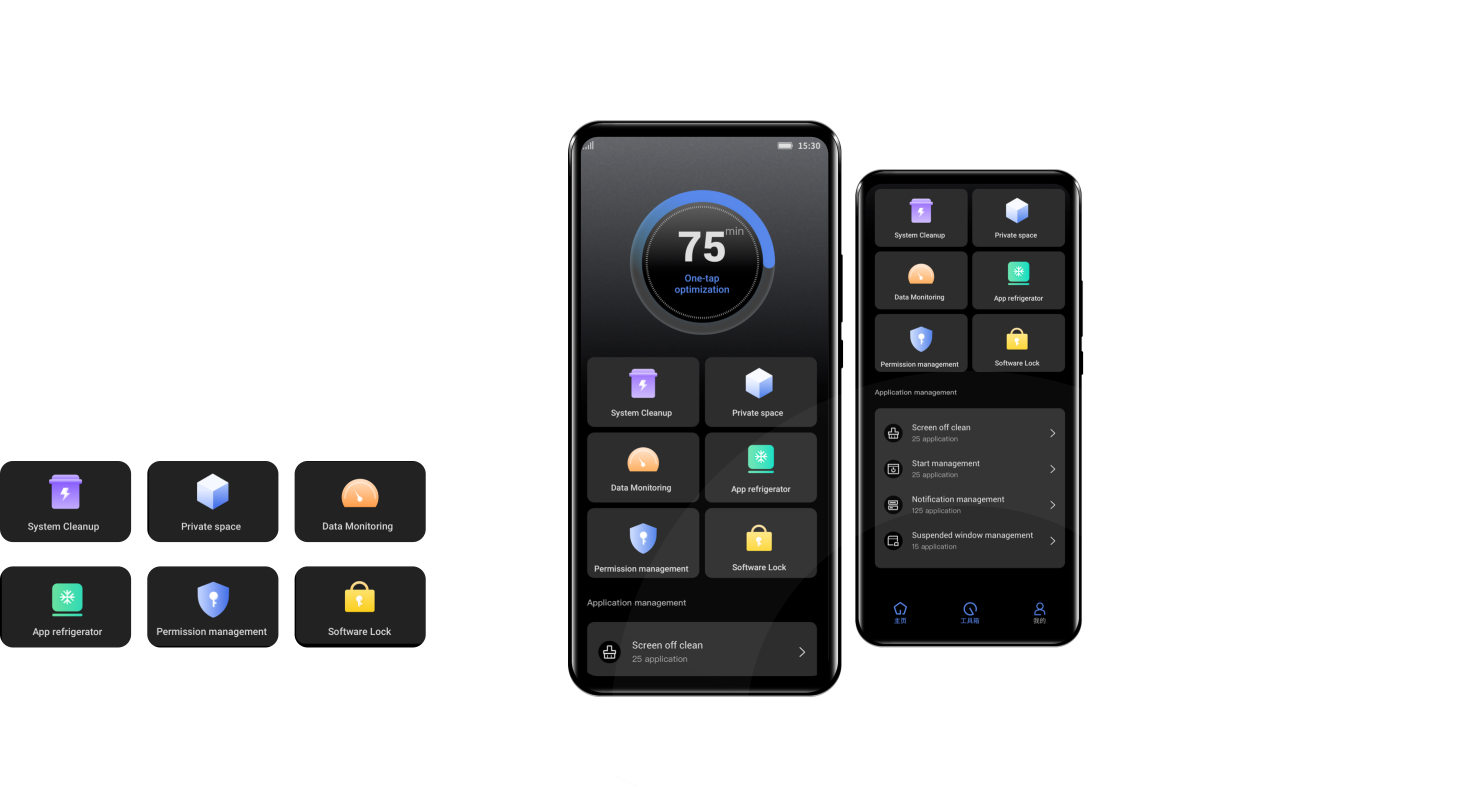 System Cleanup
Private space
Data Monitoring
App refrigerator
Permission management
Software Lock
15:30
75 min
One-tap
optimization
System Cleanup
Private space
Data Monitoring
App refrigerator
Permission management
Software Lock
Application management
Screen off clean
25 application
System Cleanup
Private space
Data Monitoring
App refrigerator
Permission management
Software Lock
Application management
Screen off clean
25 application
Start management
25 application
Notification management
125 application
Suspended window management
15 application
主页
工具箱
我的